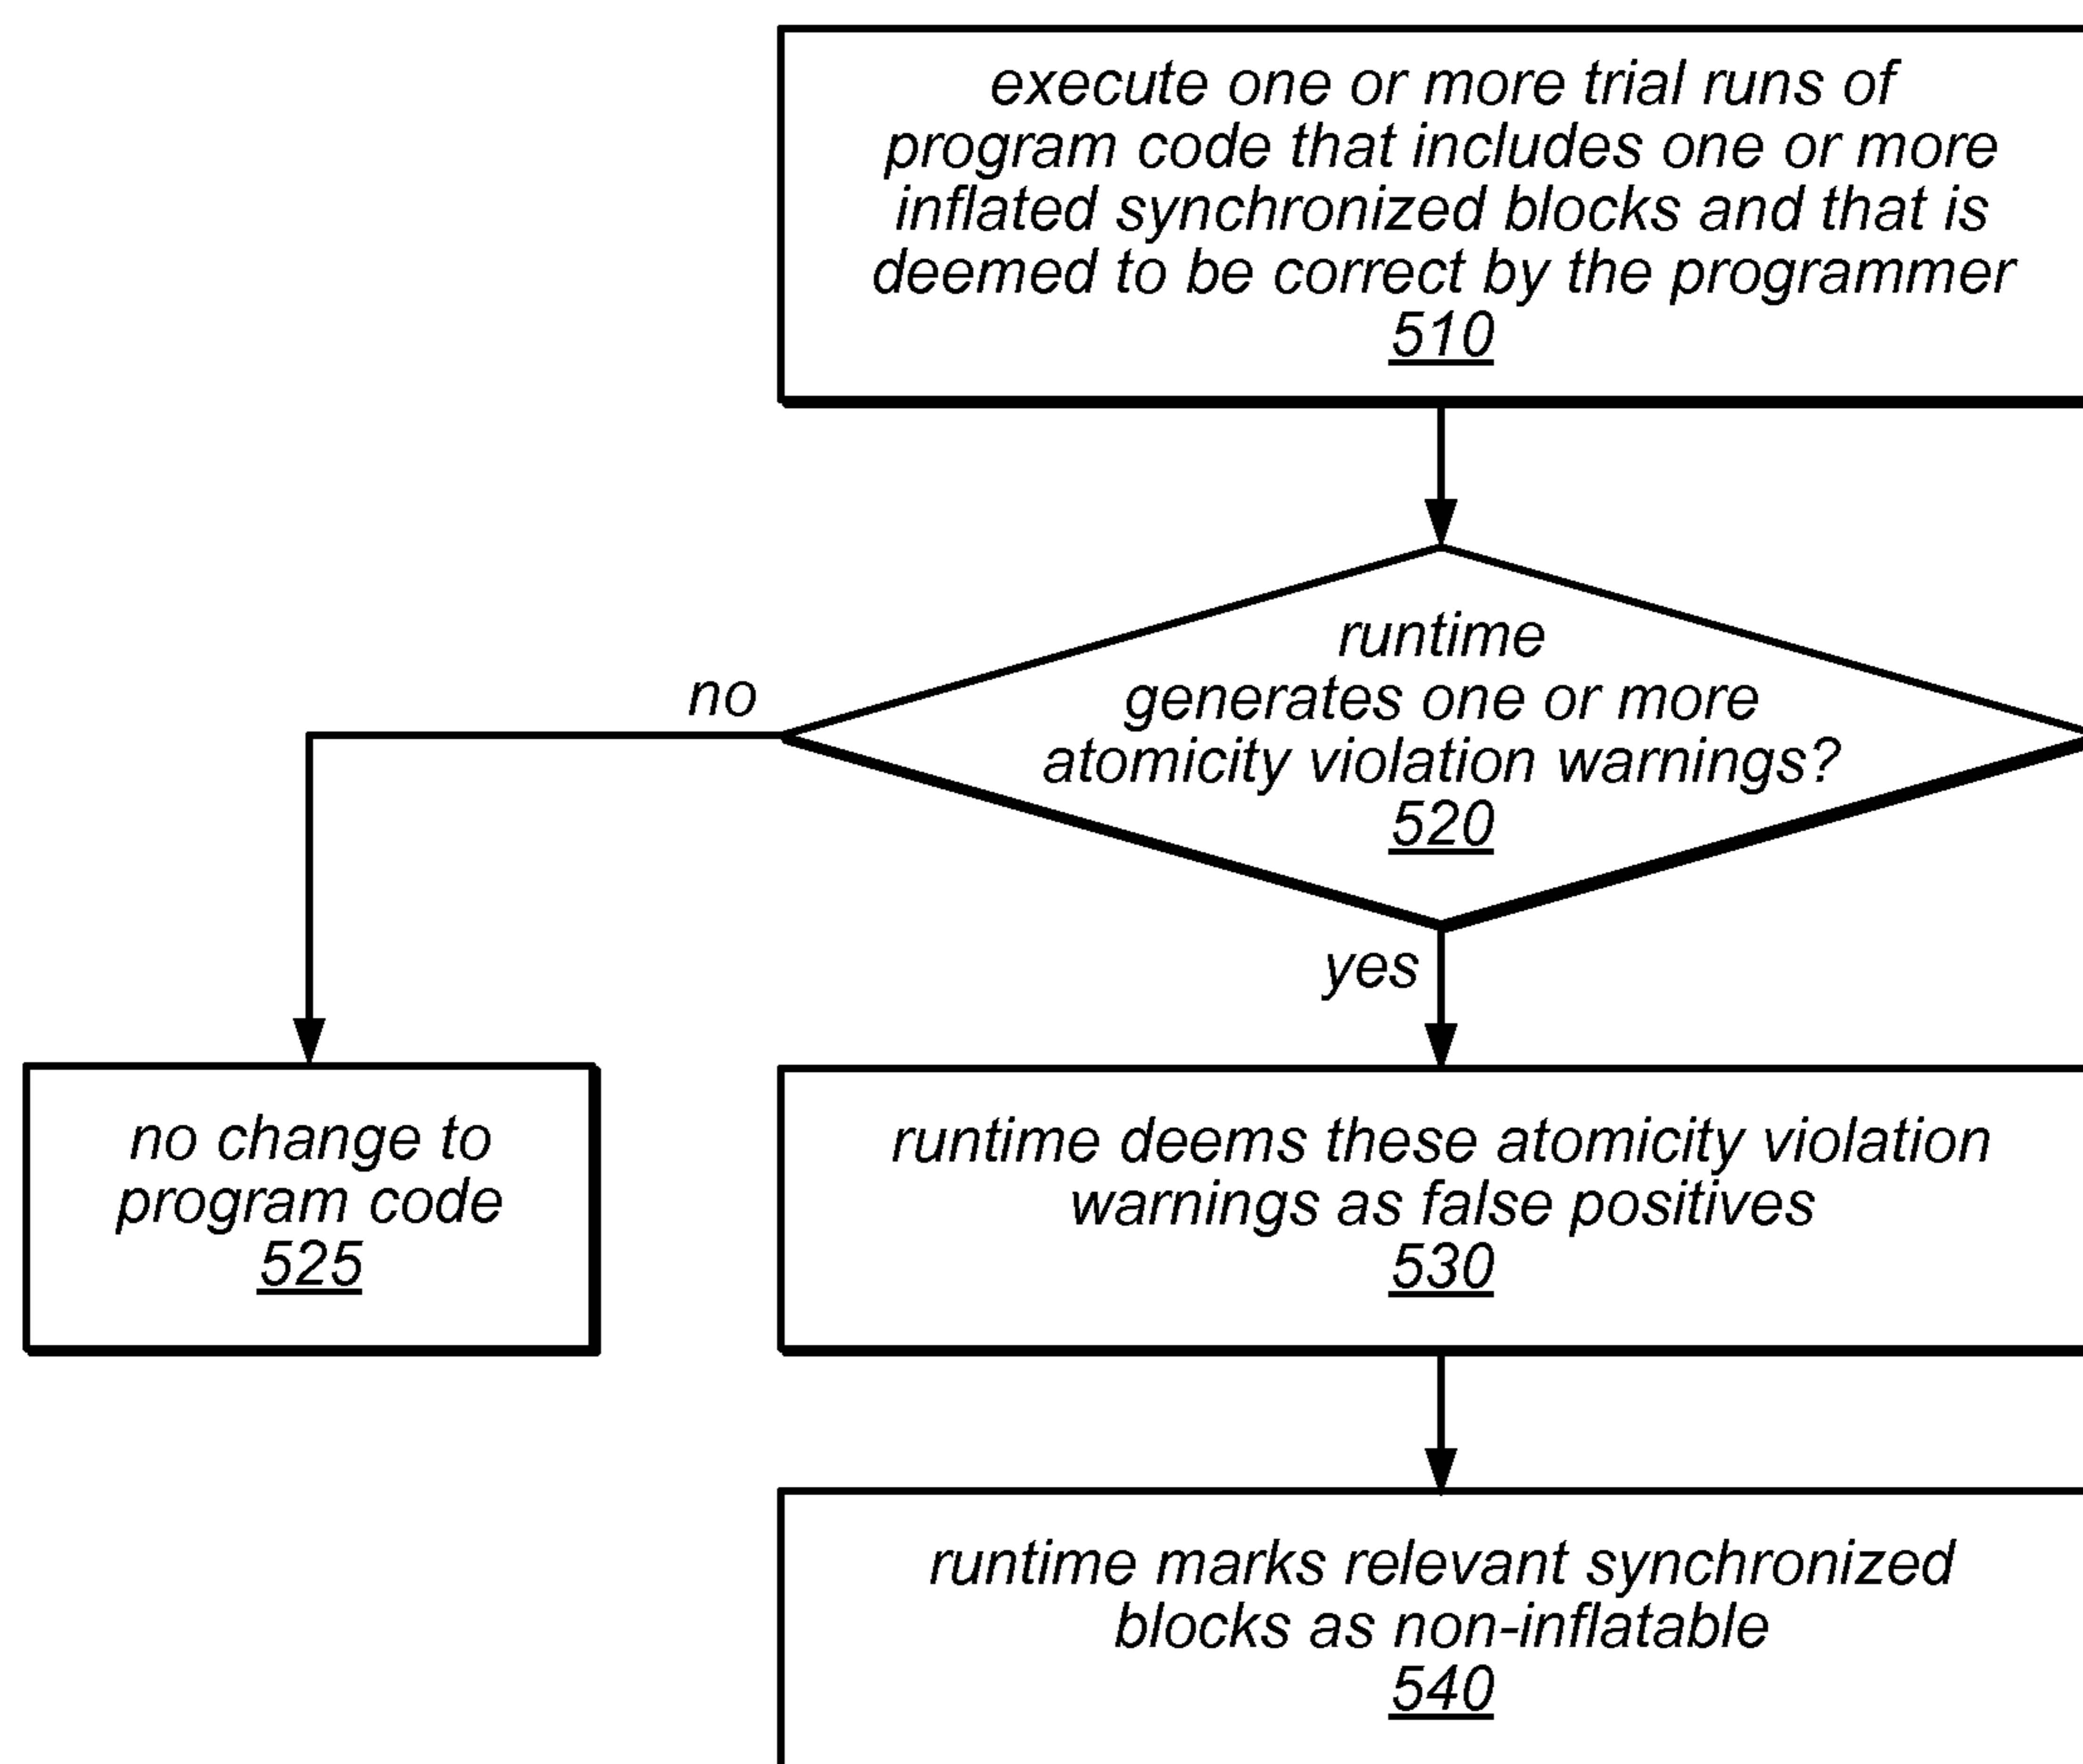 execute one or more trial runs of
program code that includes one or more
inflated synchronized blocks and that is
deemed to be correct by the programmer
510
runtime
generates one or more
atomicity violation warnings?
520
no
yes
no change to
program code
525
runtime deems these atomicity violation
warnings as false positives
530
runtime marks relevant synchronized
blocks as non-inflatable
540